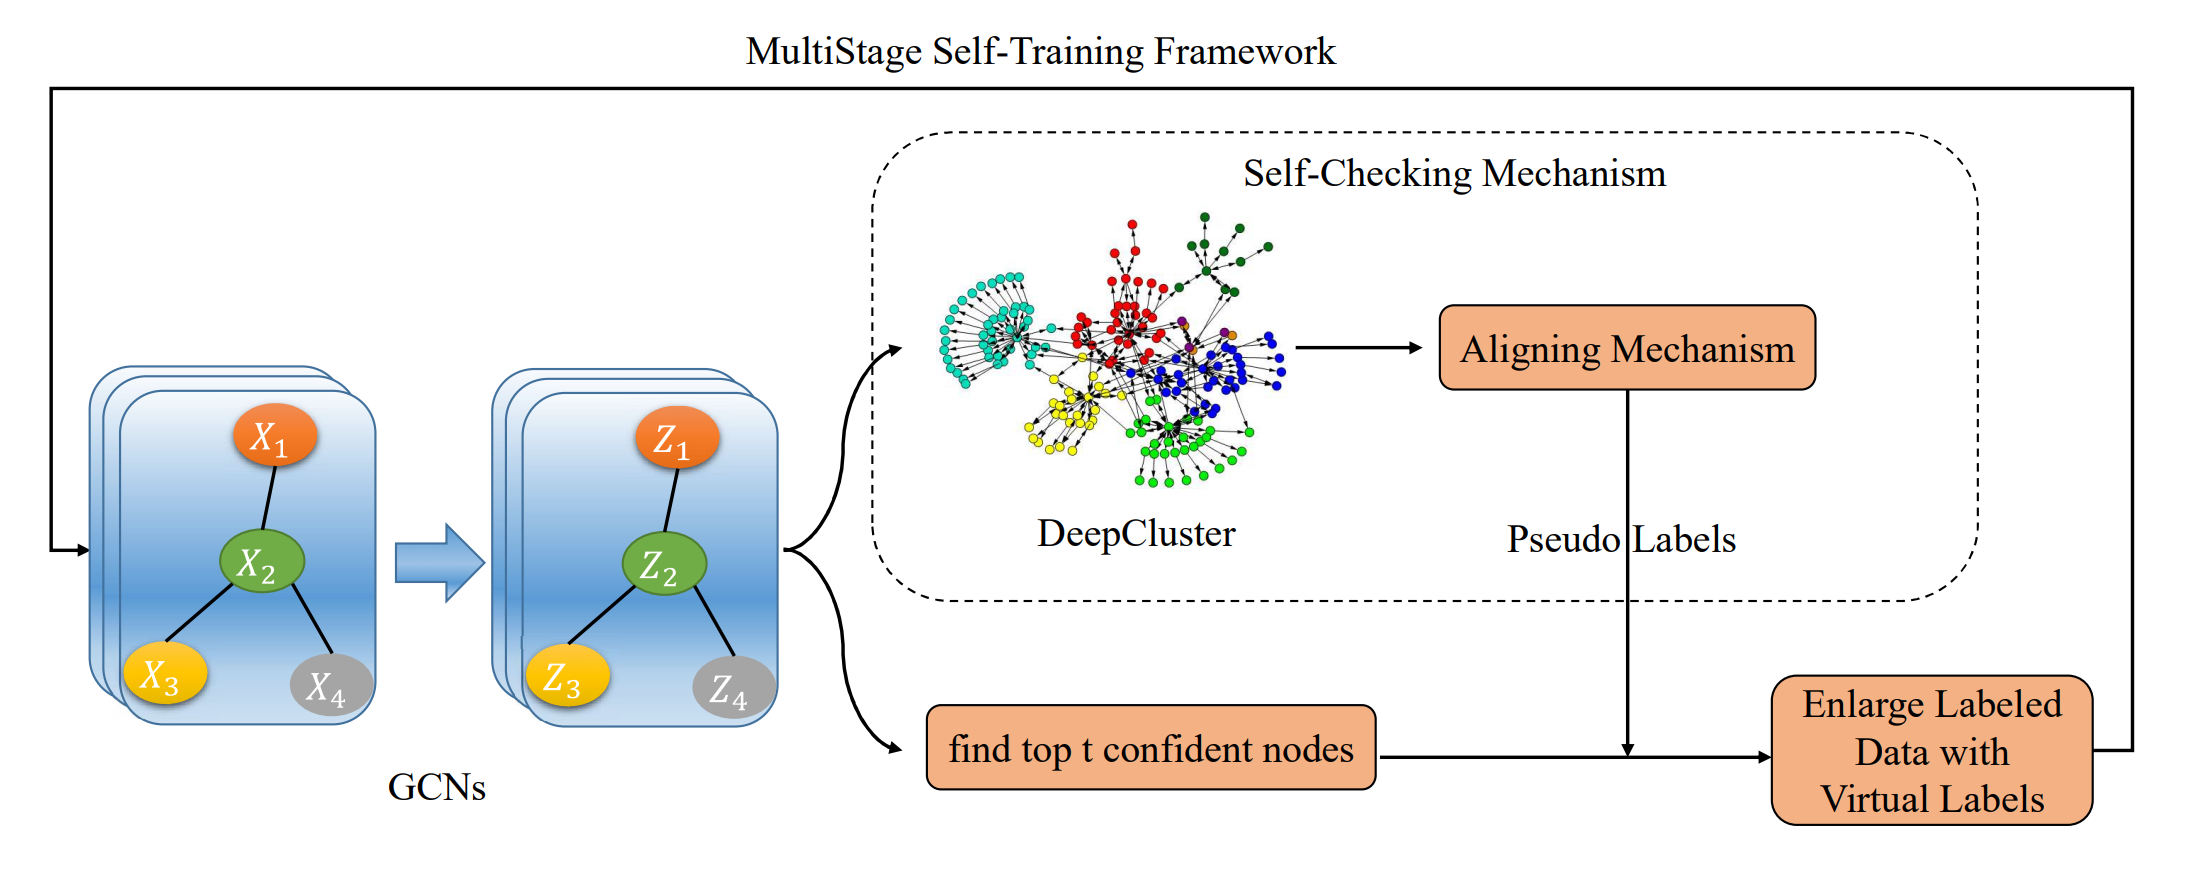 MultiStage Self-Training Framework
Self-Checking Mechanism
Aligning Mechanism
DeepCluster
Pseudo Labels
X₁
X₂
X₃
X₄
Z₁
Z₂
Z₃
Z₄
GCNs
find top t confident nodes
Enlarge Labeled
Data with
Virtual Labels